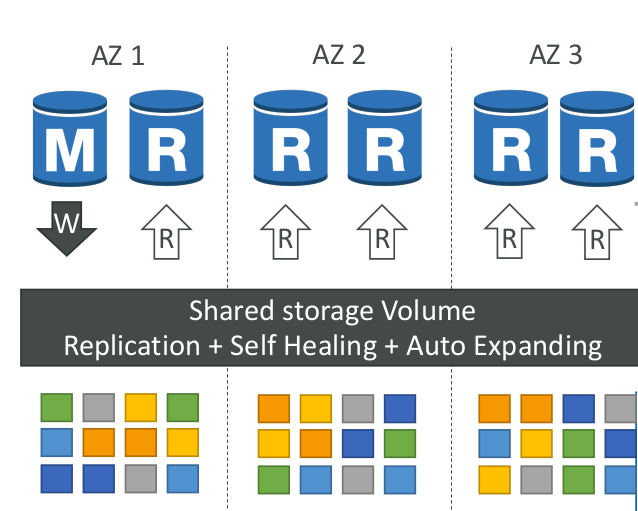 AZ 1
AZ 2
AZ 3
M
R
R
R
R
R
W
R
R
R
R
R
Shared storage Volume
Replication + Self Healing + Auto Expanding